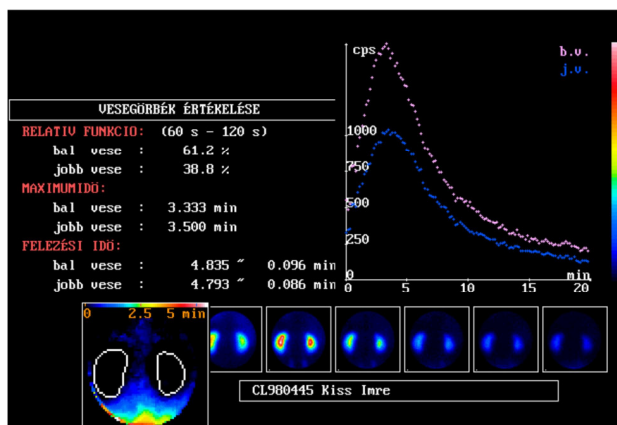 VESEGÖRBÉK ÉRTÉKELÉSE
RELATIV FUNKCIÓ: (60 s - 120 s)
bal vese : 61.2 %
jobb vese : 38.8 %
MAXIMUMIDŐ:
bal vese : 3.333 min
jobb vese : 3.500 min
FELEZÉSI IDŐ:
bal vese : 4.835 " 0.096 min
jobb vese : 4.793 " 0.086 min
cps
b.v.
j.v.
1000
750
500
250
0
5
10
15
min
20
0 2.5 5 min
CL980445 Kiss Imre